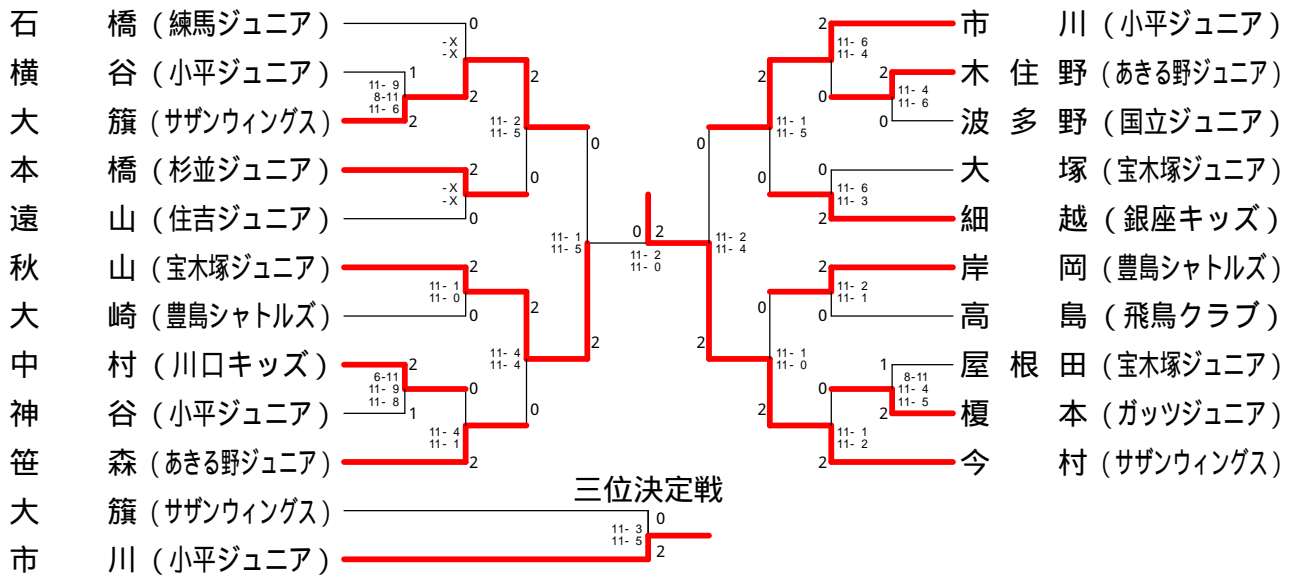 石 橋 (練馬ジュニア)
横 谷 (小平ジュニア)
大 籏 (サザンウィングス)
本 橋 (杉並ジュニア)
遠 山 (住吉ジュニア)
秋 山 (宝木塚ジュニア)
大 崎 (豊島シャトルズ)
中 村 (川口キッズ)
神 谷 (小平ジュニア)
笹 森 (あきる野ジュニア)
0
-X
-X
2
1
11- 9
8-11
11- 6
2
2
11- 2
11- 5
0
2
-X
-X
0
0
11- 1
11- 5
2
2
11- 1
11- 0
0
2
11- 4
11- 4
0
2
6-11
11- 9
11- 8
1
0
11- 4
11- 1
2
0 2
11- 2
11- 0
市 川 (小平ジュニア)
木 住 野 (あきる野ジュニア)
波 多 野 (国立ジュニア)
大 塚 (宝木塚ジュニア)
細 越 (銀座キッズ)
岸 岡 (豊島シャトルズ)
高 島 (飛鳥クラブ)
屋 根 田 (宝木塚ジュニア)
榎 本 (ガッツジュニア)
今 村 (サザンウィングス)
2
11- 6
11- 4
0
2
11- 4
11- 6
0
2
11- 1
11- 5
0
0
11- 6
11- 3
2
0
11- 2
11- 4
2
2
11- 2
11- 1
0
0
11- 1
11- 0
2
1
8-11
11- 4
11- 5
2
0
11- 1
11- 2
2
三位決定戦
大 籏 (サザンウィングス)
市 川 (小平ジュニア)
0
11- 3
11- 5
2